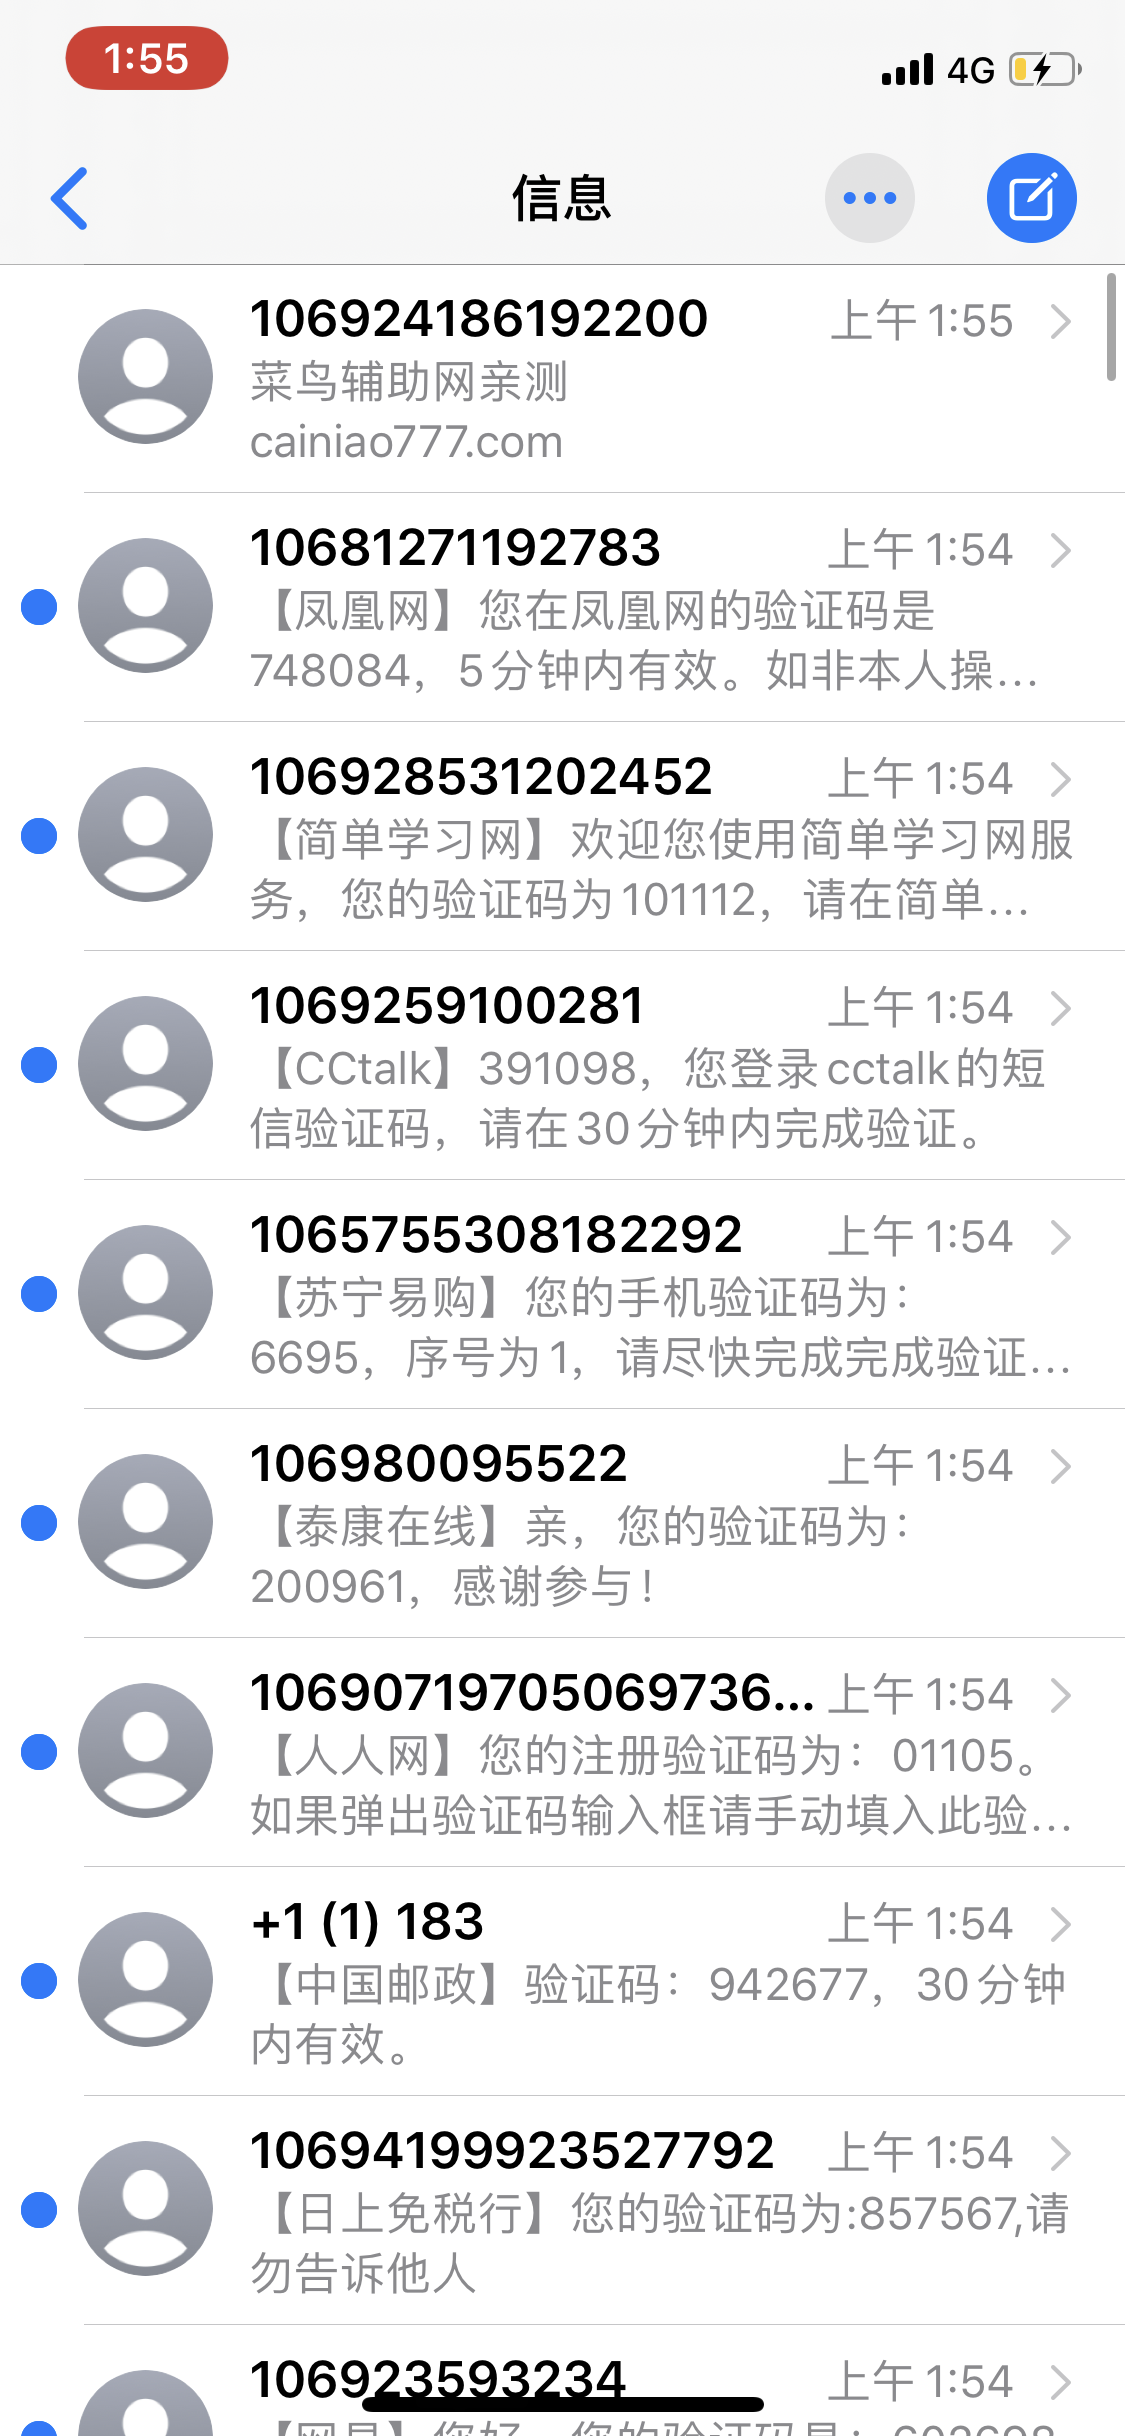 1:55
4G
信息
106924186192200
上午 1:55
菜鸟辅助网亲测
cainiao777.com
10681271192783
上午 1:54
【凤凰网】您在凤凰网的验证码是
748084，5分钟内有效。如非本人操...
106928531202452
上午 1:54
【简单学习网】欢迎您使用简单学习网服
务，您的验证码为101112，请在简单...
1069259100281
上午 1:54
【CCtalk】391098，您登录cctalk的短
信验证码，请在30分钟内完成验证。
1065755308182292
上午 1:54
【苏宁易购】您的手机验证码为：
6695，序号为1，请尽快完成完成验证...
106980095522
上午 1:54
【泰康在线】亲，您的验证码为：
200961，感谢参与！
10690719705069736...
上午 1:54
【人人网】您的注册验证码为：01105。
如果弹出验证码输入框请手动填入此验...
+1 (1) 183
上午 1:54
【中国邮政】验证码：942677，30分钟
内有效。
10694199923527792
上午 1:54
【日上免税行】您的验证码为:857567,请
勿告诉他人
106923593234
上午 1:54